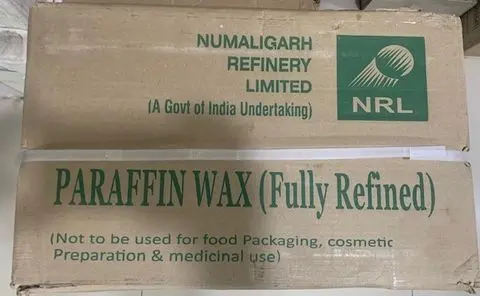 NUMALIGARH
REFINERY
LIMITED
(A Govt of India Undertaking)
NRL
PARAFFIN WAX (Fully Refined)
(Not to be used for food Packaging, cosmetic
Preparation & medicinal use)